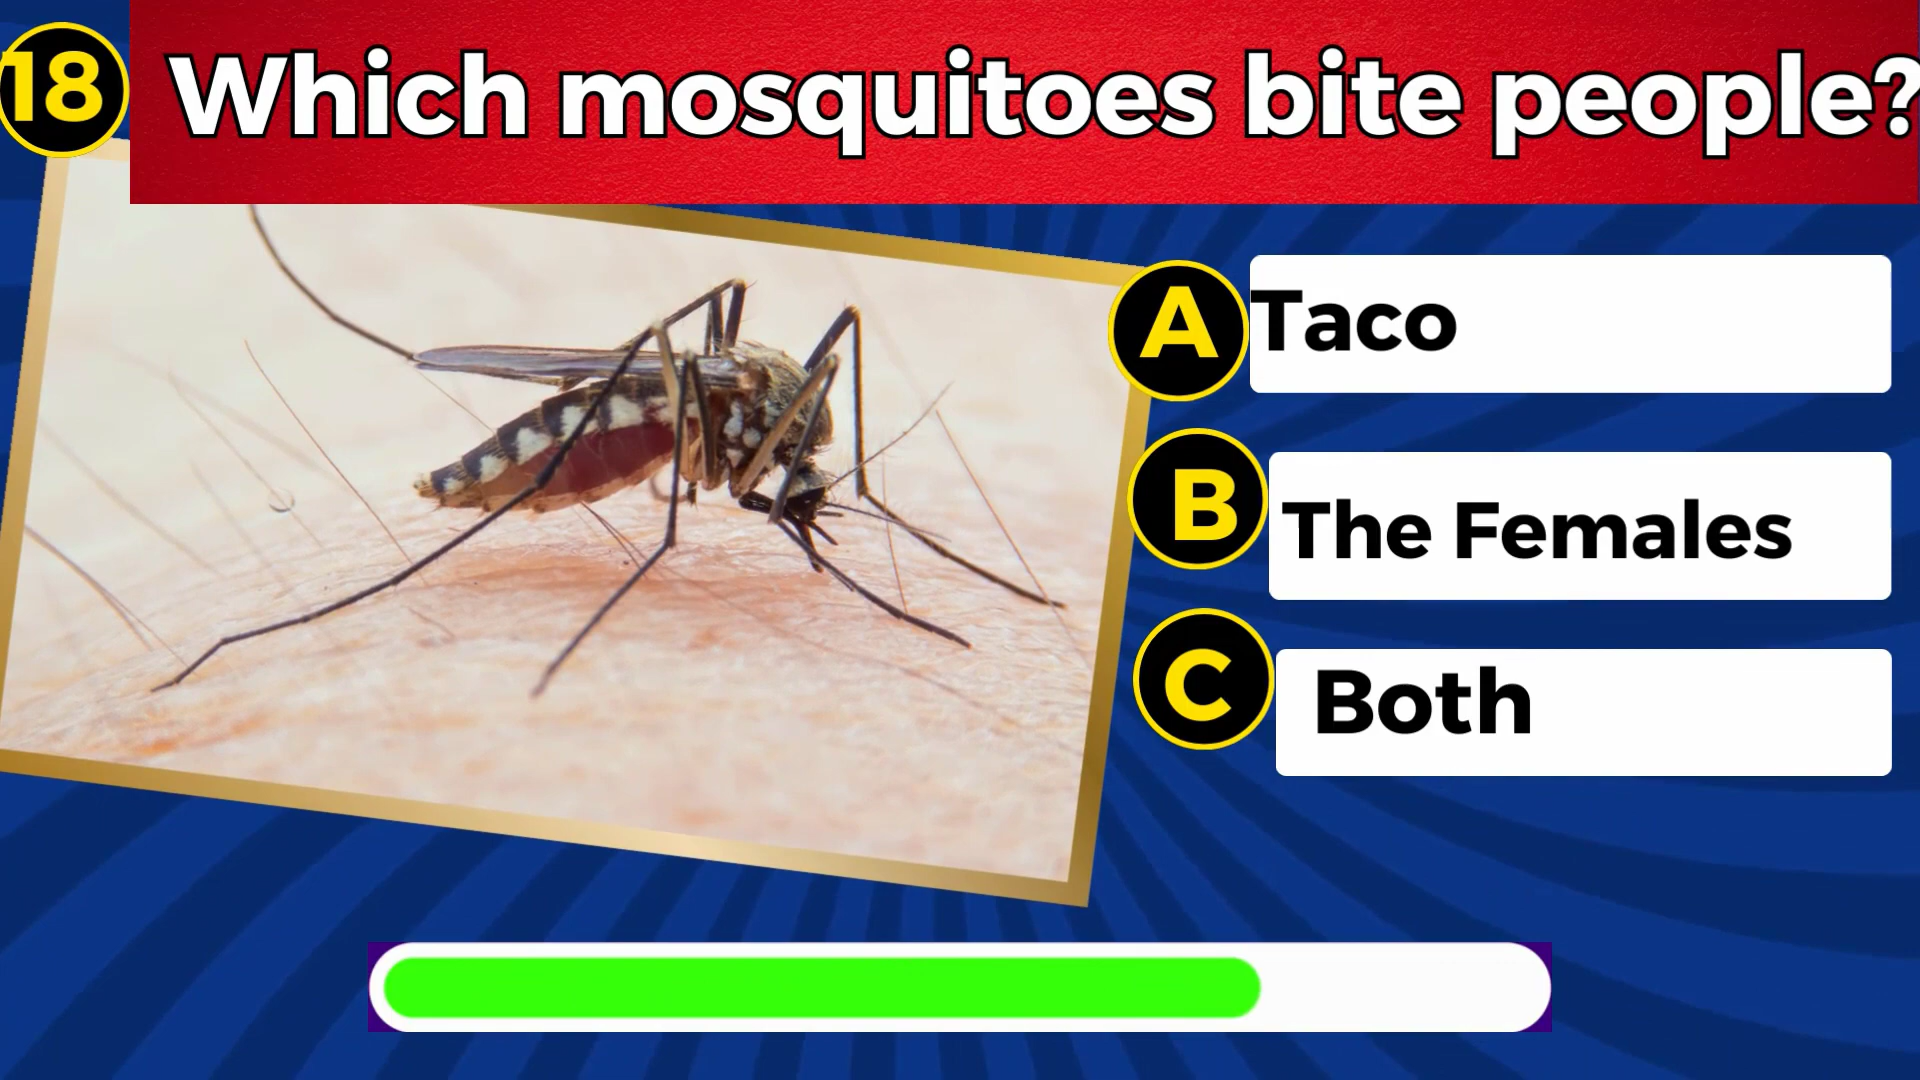 18
Which mosquitoes bite people?
A
Taco
B
The Females
C
Both